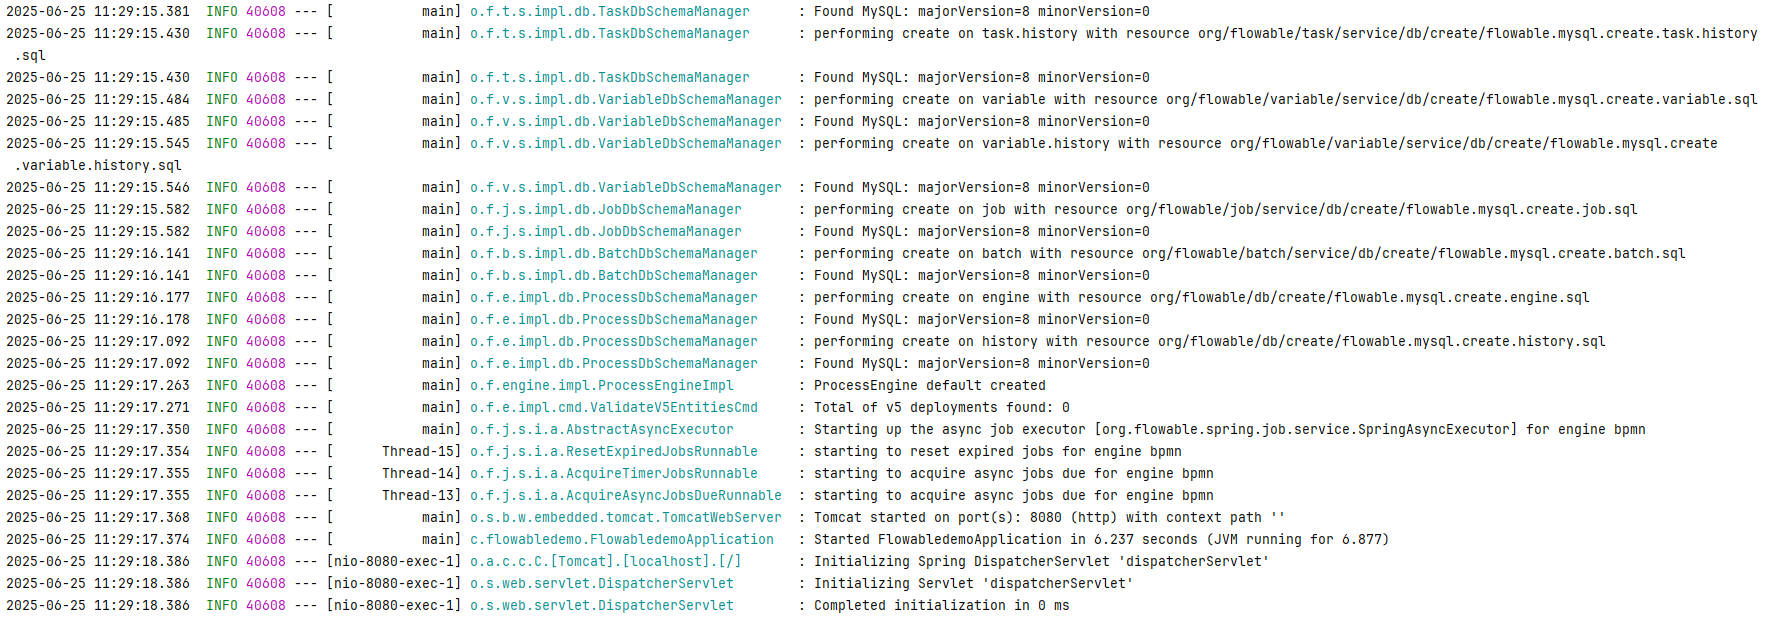 2025-06-25 11:29:15.381  INFO 40608 --- [           main] o.f.t.s.impl.db.TaskDbSchemaManager      : Found MySQL: majorVersion=8 minorVersion=0
2025-06-25 11:29:15.430  INFO 40608 --- [           main] o.f.t.s.impl.db.TaskDbSchemaManager      : performing create on task.history with resource org/flowable/task/service/db/create/flowable.mysql.create.task.history
.sql
2025-06-25 11:29:15.430  INFO 40608 --- [           main] o.f.t.s.impl.db.TaskDbSchemaManager      : Found MySQL: majorVersion=8 minorVersion=0
2025-06-25 11:29:15.484  INFO 40608 --- [           main] o.f.v.s.impl.db.VariableDbSchemaManager  : performing create on variable with resource org/flowable/variable/service/db/create/flowable.mysql.create.variable.sql
2025-06-25 11:29:15.485  INFO 40608 --- [           main] o.f.v.s.impl.db.VariableDbSchemaManager  : Found MySQL: majorVersion=8 minorVersion=0
2025-06-25 11:29:15.545  INFO 40608 --- [           main] o.f.v.s.impl.db.VariableDbSchemaManager  : performing create on variable.history with resource org/flowable/variable/service/db/create/flowable.mysql.create
.variable.history.sql
2025-06-25 11:29:15.546  INFO 40608 --- [           main] o.f.v.s.impl.db.VariableDbSchemaManager  : Found MySQL: majorVersion=8 minorVersion=0
2025-06-25 11:29:15.582  INFO 40608 --- [           main] o.f.j.s.impl.db.JobDbSchemaManager       : performing create on job with resource org/flowable/job/service/db/create/flowable.mysql.create.job.sql
2025-06-25 11:29:15.582  INFO 40608 --- [           main] o.f.j.s.impl.db.JobDbSchemaManager       : Found MySQL: majorVersion=8 minorVersion=0
2025-06-25 11:29:16.141  INFO 40608 --- [           main] o.f.b.s.impl.db.BatchDbSchemaManager     : performing create on batch with resource org/flowable/batch/service/db/create/flowable.mysql.create.batch.sql
2025-06-25 11:29:16.141  INFO 40608 --- [           main] o.f.b.s.impl.db.BatchDbSchemaManager     : Found MySQL: majorVersion=8 minorVersion=0
2025-06-25 11:29:16.177  INFO 40608 --- [           main] o.f.e.impl.db.ProcessDbSchemaManager     : performing create on engine with resource org/flowable/db/create/flowable.mysql.create.engine.sql
2025-06-25 11:29:16.178  INFO 40608 --- [           main] o.f.e.impl.db.ProcessDbSchemaManager     : Found MySQL: majorVersion=8 minorVersion=0
2025-06-25 11:29:17.092  INFO 40608 --- [           main] o.f.e.impl.db.ProcessDbSchemaManager     : performing create on history with resource org/flowable/db/create/flowable.mysql.create.history.sql
2025-06-25 11:29:17.092  INFO 40608 --- [           main] o.f.e.impl.db.ProcessDbSchemaManager     : Found MySQL: majorVersion=8 minorVersion=0
2025-06-25 11:29:17.263  INFO 40608 --- [           main] o.f.engine.impl.ProcessEngineImpl        : ProcessEngine default created
2025-06-25 11:29:17.271  INFO 40608 --- [           main] o.f.e.impl.cmd.ValidateV5EntitiesCmd     : Total of v5 deployments found: 0
2025-06-25 11:29:17.350  INFO 40608 --- [           main] o.f.j.s.i.a.AbstractAsyncExecutor        : Starting up the async job executor [org.flowable.spring.job.service.SpringAsyncExecutor] for engine bpmn
2025-06-25 11:29:17.354  INFO 40608 --- [      Thread-15] o.f.j.s.i.a.ResetExpiredJobsRunnable     : starting to reset expired jobs for engine bpmn
2025-06-25 11:29:17.355  INFO 40608 --- [      Thread-14] o.f.j.s.i.a.AcquireTimerJobsRunnable     : starting to acquire async jobs due for engine bpmn
2025-06-25 11:29:17.355  INFO 40608 --- [      Thread-13] o.f.j.s.i.a.AcquireAsyncJobsDueRunnable  : starting to acquire async jobs due for engine bpmn
2025-06-25 11:29:17.368  INFO 40608 --- [           main] o.s.b.w.embedded.tomcat.TomcatWebServer  : Tomcat started on port(s): 8080 (http) with context path ''
2025-06-25 11:29:17.374  INFO 40608 --- [           main] c.flowabledemo.FlowabledemoApplication   : Started FlowabledemoApplication in 6.237 seconds (JVM running for 6.877)
2025-06-25 11:29:18.386  INFO 40608 --- [nio-8080-exec-1] o.a.c.c.C.[Tomcat].[localhost].[/]       : Initializing Spring DispatcherServlet 'dispatcherServlet'
2025-06-25 11:29:18.386  INFO 40608 --- [nio-8080-exec-1] o.s.web.servlet.DispatcherServlet        : Initializing Servlet 'dispatcherServlet'
2025-06-25 11:29:18.386  INFO 40608 --- [nio-8080-exec-1] o.s.web.servlet.DispatcherServlet        : Completed initialization in 0 ms